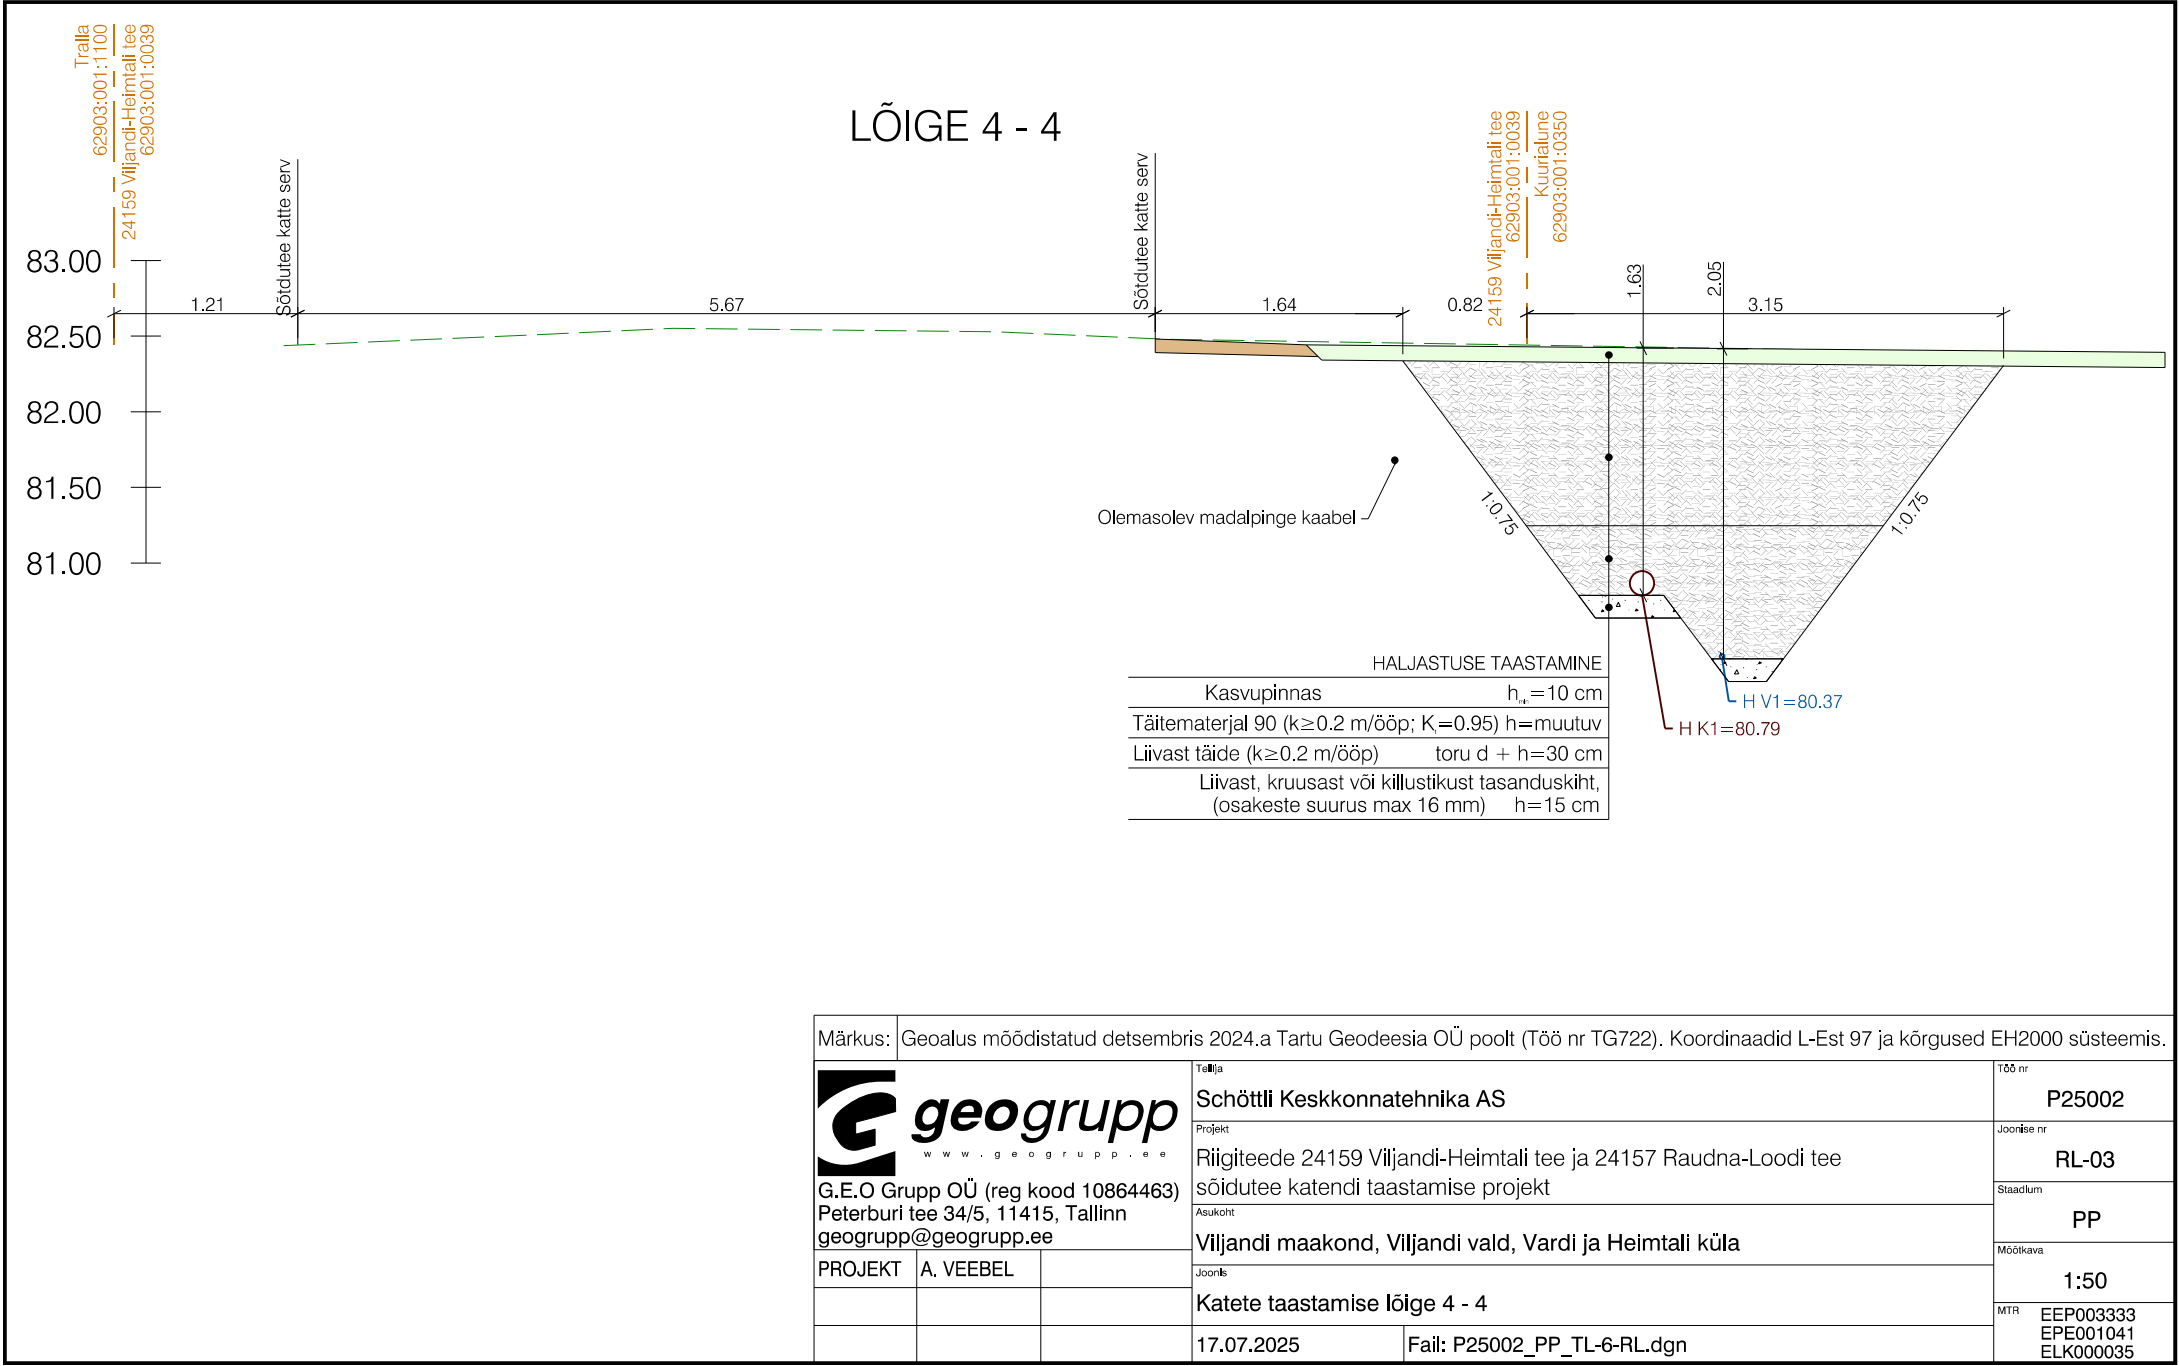 LÕIGE 4 - 4
Tralla
62903:001:1100
24159 Viljandi-Heimtali tee
62903:001:0039
Sõtdutee katte serv
Sõtdutee katte serv
24159 Viljandi-Heimtali tee
62903:001:0039
Kuurialune
62903:001:0350
83.00
82.50
82.00
81.50
81.00
1.21
5.67
1.64
0.82
1.63
2.05
3.15
Olemasolev madalpinge kaabel
1:0.75
1:0.75
H V1=80.37
H K1=80.79
HALJASTUSE TAASTAMINE
Kasvupinnas hmin=10 cm
Täitematerjal 90 (k≥0.2 m/ööp; Kt=0.95) h=muutuv
Liivast täide (k≥0.2 m/ööp) toru d + h=30 cm
Liivast, kruusast või killustikust tasanduskiht,
(osakeste suurus max 16 mm) h=15 cm
Märkus: Geoalus mõõdistatud detsembris 2024.a Tartu Geodeesia OÜ poolt (Töö nr TG722). Koordinaadid L-Est 97 ja kõrgused EH2000 süsteemis.
geogrupp
www.geogrupp.ee
G.E.O Grupp OÜ (reg kood 10864463)
Peterburi tee 34/5, 11415, Tallinn
geogrupp@geogrupp.ee
PROJEKT A. VEEBEL
Tellija
Schöttli Keskkonnatehnika AS
Projekt
Riigiteede 24159 Viljandi-Heimtali tee ja 24157 Raudna-Loodi tee
sõidutee katendi taastamise projekt
Asukoht
Viljandi maakond, Viljandi vald, Vardi ja Heimtali küla
Joonis
Katete taastamise lõige 4 - 4
17.07.2025 Fail: P25002_PP_TL-6-RL.dgn
Töö nr
P25002
Joonise nr
RL-03
Staadium
PP
Mõõtkava
1:50
MTR EEP003333
EPE001041
ELK000035